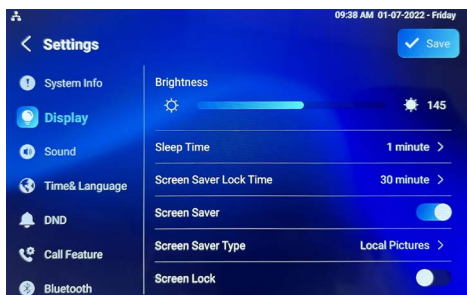 09:38 AM 01-07-2022 - Friday
Settings
Save
System Info
Display
Sound
Time& Language
DND
Call Feature
Bluetooth
Brightness
145
Sleep Time 1 minute
Screen Saver Lock Time 30 minute
Screen Saver
Screen Saver Type Local Pictures
Screen Lock